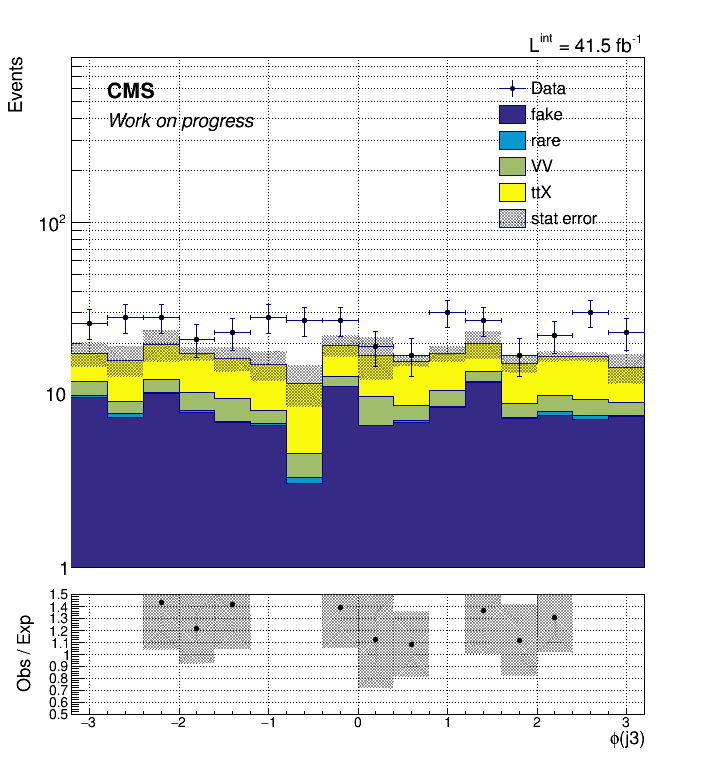 L^int = 41.5 fb^-1
Events
CMS
Work on progress
Data
fake
rare
VV
ttX
stat error
10^2
10
1
Obs / Exp
1.5
1.4
1.3
1.2
1.1
1
0.9
0.8
0.7
0.6
0.5
−3 −2 −1 0 1 2 3
ϕ(j3)